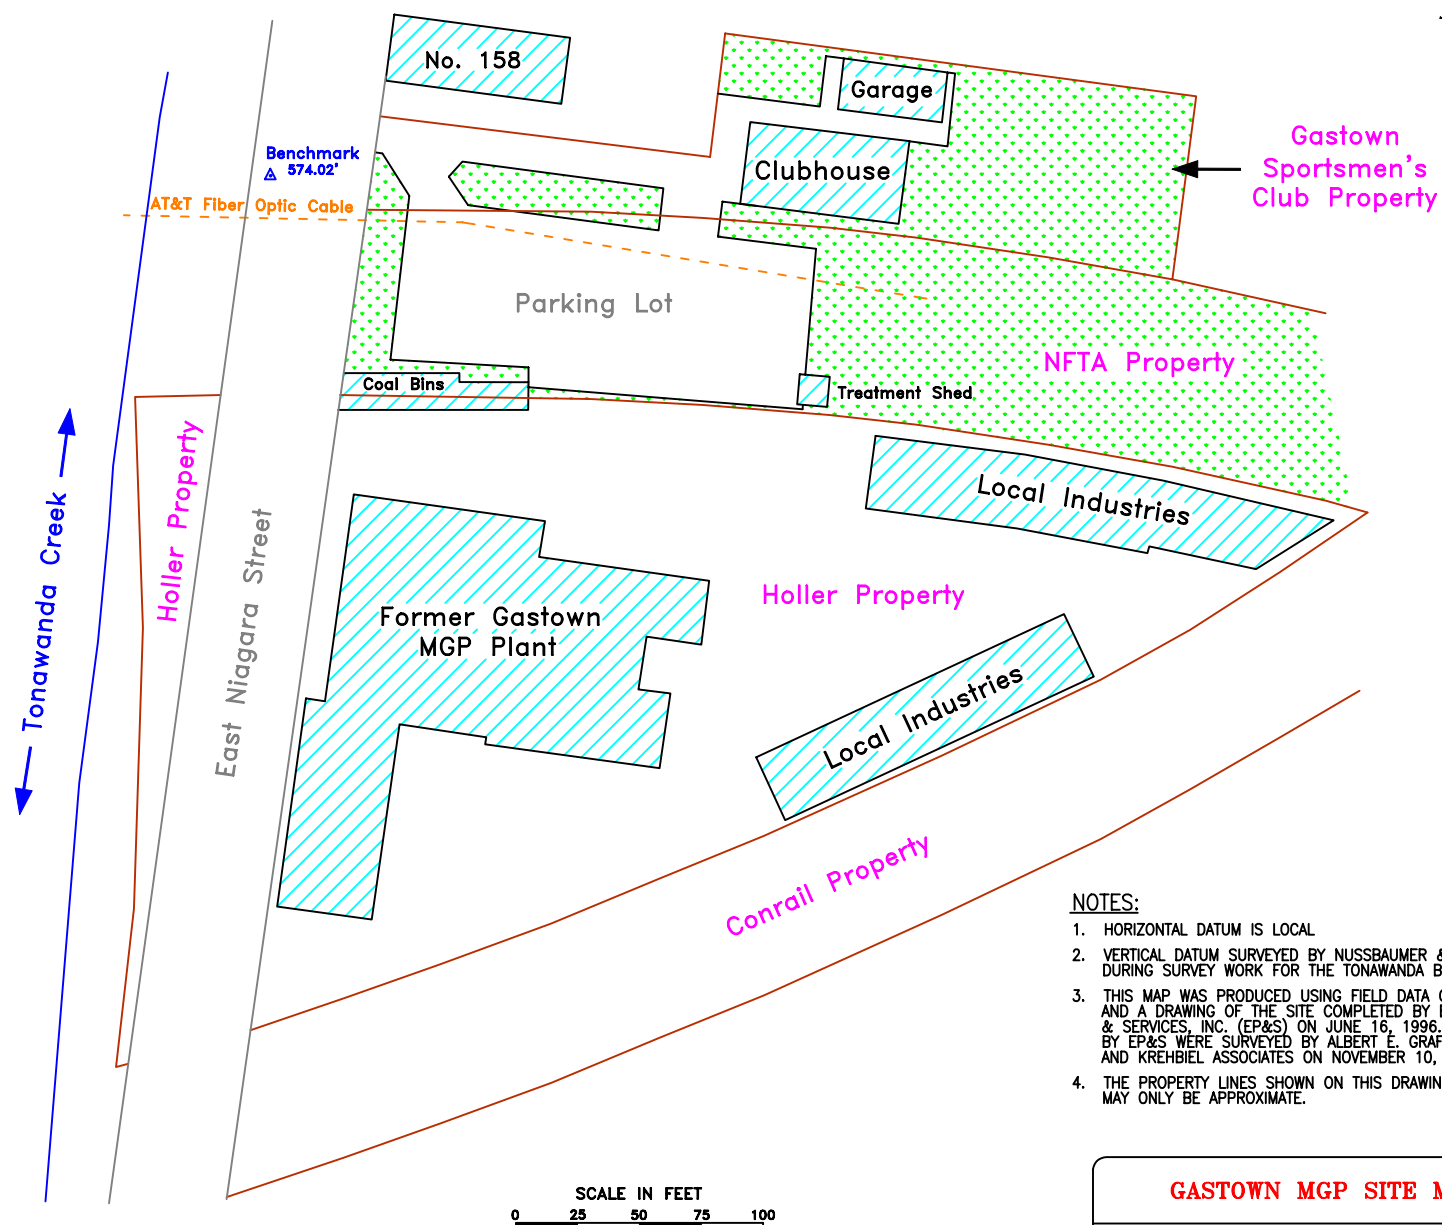 No. 158
Garage
Clubhouse
Gastown
Sportsmen's
Club Property
Benchmark
574.02'
AT&T Fiber Optic Cable
Parking Lot
NFTA Property
Coal Bins
Treatment Shed
Holler Property
Tonawanda Creek
East Niagara Street
Local Industries
Former Gastown
MGP Plant
Holler Property
Local Industries
Conrail Property
NOTES:
1. HORIZONTAL DATUM IS LOCAL
2. VERTICAL DATUM SURVEYED BY NUSSBAUMER &
DURING SURVEY WORK FOR THE TONAWANDA B
3. THIS MAP WAS PRODUCED USING FIELD DATA
AND A DRAWING OF THE SITE COMPLETED BY
& SERVICES, INC. (EP&S) ON JUNE 16, 1996.
BY EP&S WERE SURVEYED BY ALBERT E. GRAF
AND KREHBIEL ASSOCIATES ON NOVEMBER 10,
4. THE PROPERTY LINES SHOWN ON THIS DRAWIN
MAY ONLY BE APPROXIMATE.
SCALE IN FEET
0 25 50 75 100
GASTOWN MGP SITE M